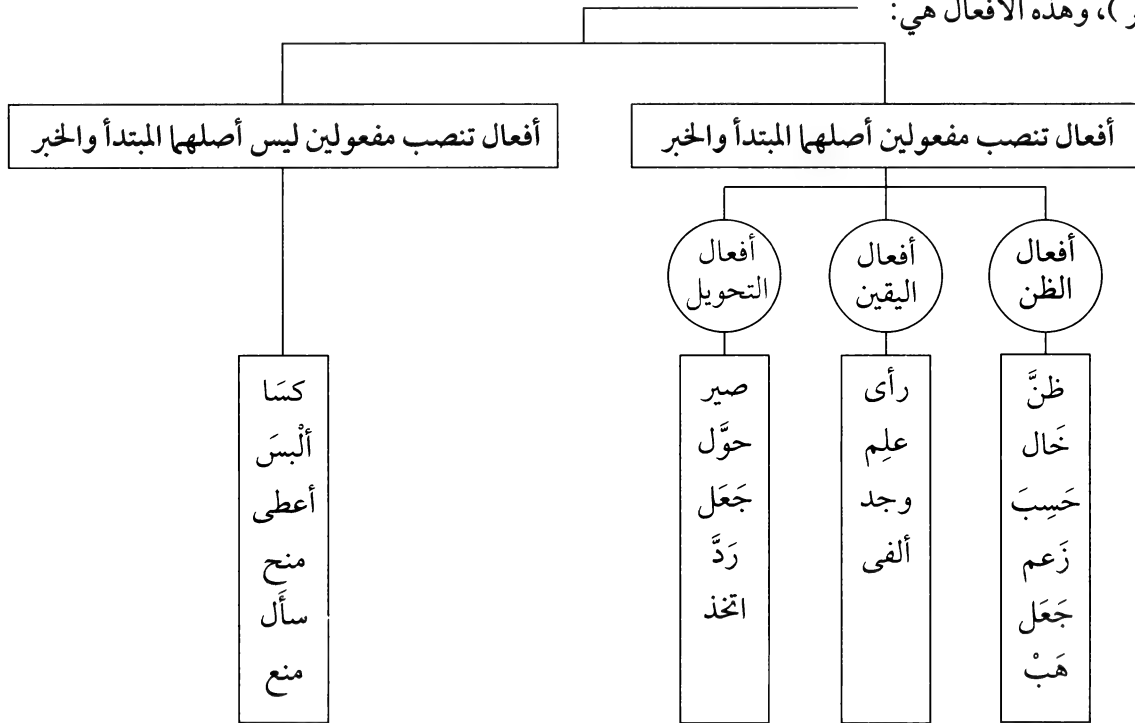 ر )، وهذه الأفعال هي:
أفعال تنصب مفعولين أصلهما المبتدأ والخبر
أفعال تنصب مفعولين ليس أصلهما المبتدأ والخبر
أفعال
الظن
أفعال
اليقين
أفعال
التحويل
ظنَّ
خَال
حَسِبَ
زَعم
جَعَل
هَبْ
رأى
علِم
وجد
ألفى
صير
حوَّل
جَعَل
رَدَّ
اتخذ
كسَا
ألْبسَ
أعطى
منح
سأَل
منع